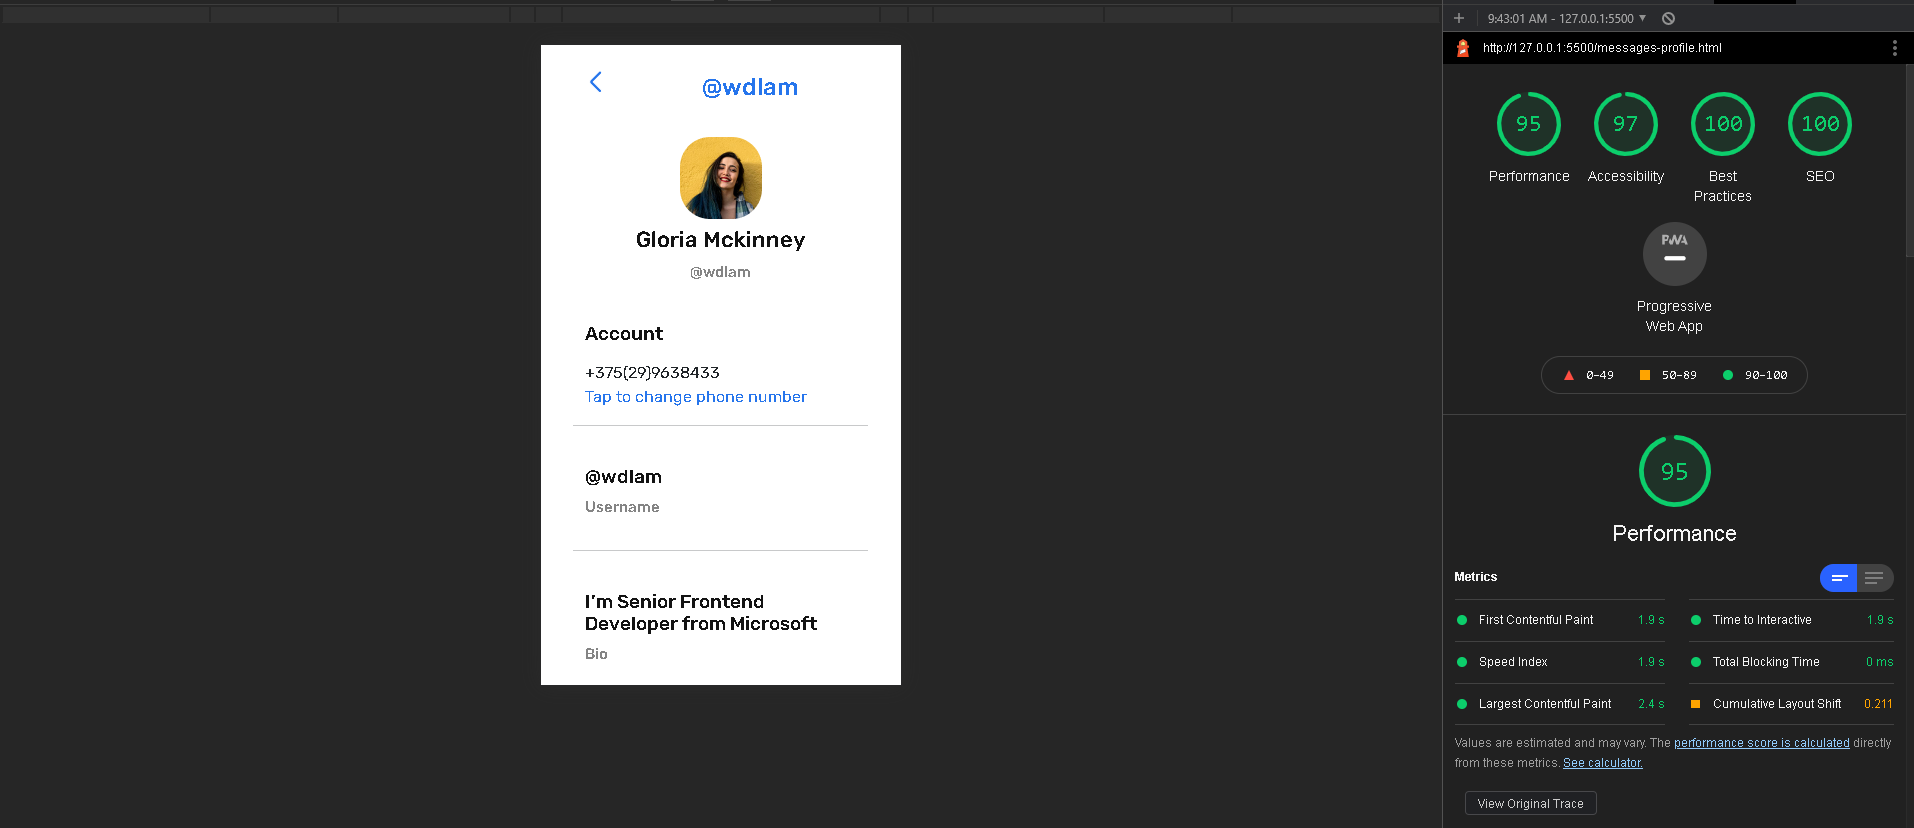 @wdlam
Gloria Mckinney
@wdlam
Account
+375(29)9638433
Tap to change phone number
@wdlam
Username
I'm Senior Frontend
Developer from Microsoft
Bio
9:43:01 AM - 127.0.0.1:5500
http://127.0.0.1:5500/messages-profile.html
95 97 100 100
Performance Accessibility Best Practices SEO
PWA
Progressive
Web App
0–49 50–89 90–100
95
Performance
Metrics
First Contentful Paint 1.9 s
Time to Interactive 1.9 s
Speed Index 1.9 s
Total Blocking Time 0 ms
Largest Contentful Paint 2.4 s
Cumulative Layout Shift 0.211
Values are estimated and may vary. The performance score is calculated directly
from these metrics. See calculator.
View Original Trace